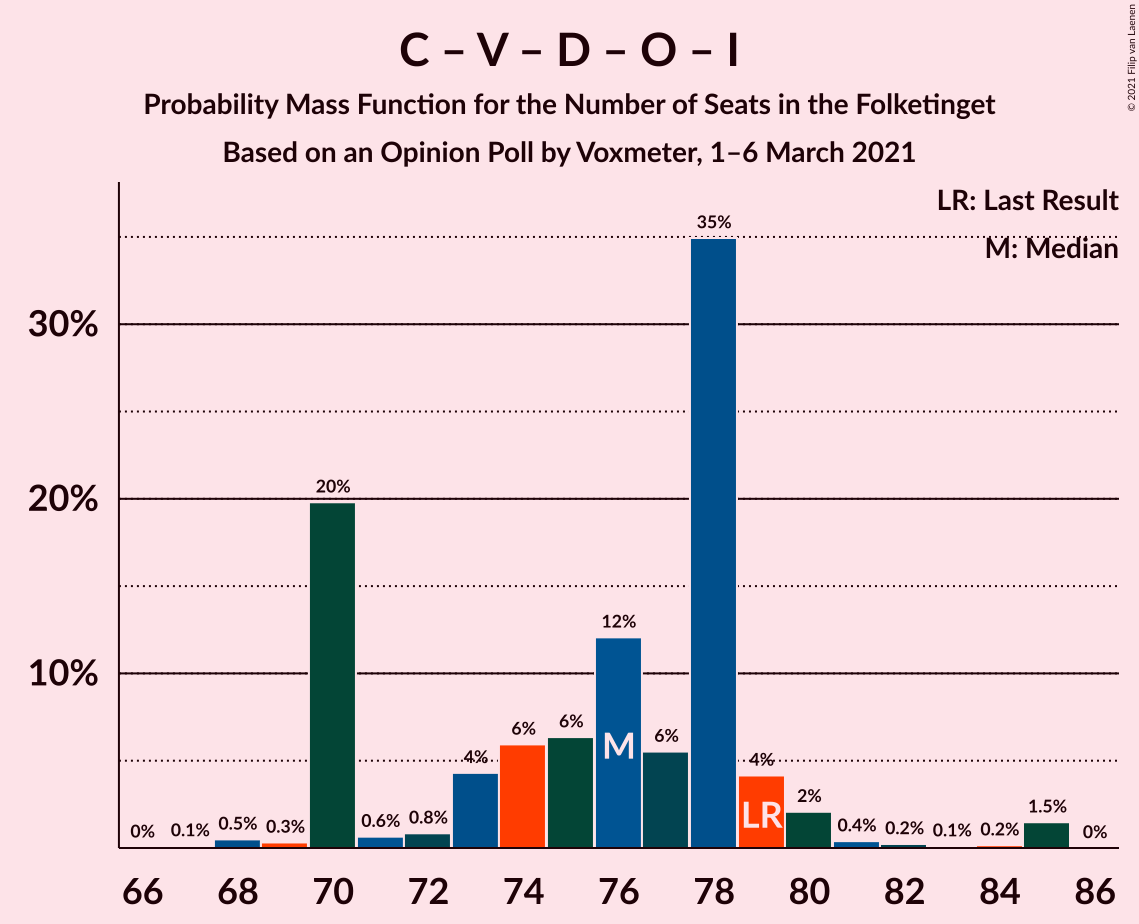 C – V – D – O – I
Probability Mass Function for the Number of Seats in the Folketinget
Based on an Opinion Poll by Voxmeter, 1–6 March 2021
© 2021 Filip van Laenen
LR: Last Result
M: Median
30%
20%
10%
0%
0.1%
0.5%
0.3%
20%
0.6%
0.8%
4%
6%
6%
12%
6%
35%
4%
2%
0.4%
0.2%
0.1%
0.2%
1.5%
0%
M
LR
66 68 70 72 74 76 78 80 82 84 86